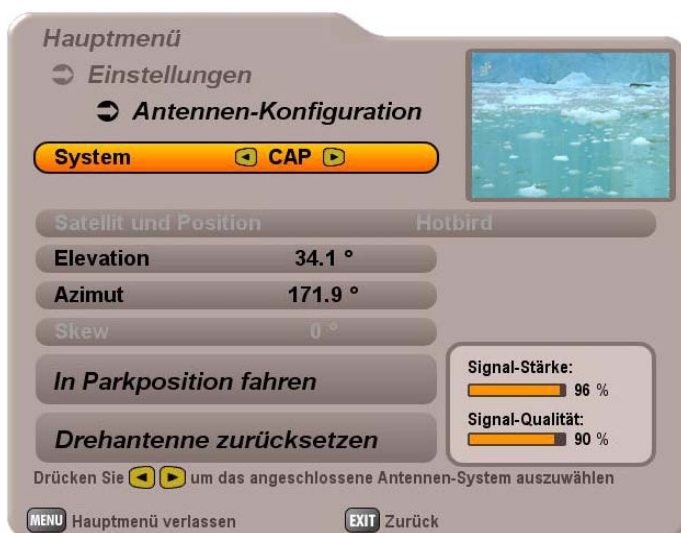 Hauptmenü
Einstellungen
Antennen-Konfiguration
System CAP
Satellit und Position Hotbird
Elevation 34.1 °
Azimut 171.9 °
Skew 0 °
In Parkposition fahren
Drehantenne zurücksetzen
Signal-Stärke:
96 %
Signal-Qualität:
90 %
Drücken Sie um das angeschlossene Antennen-System auszuwählen
MENU Hauptmenü verlassen EXIT Zurück